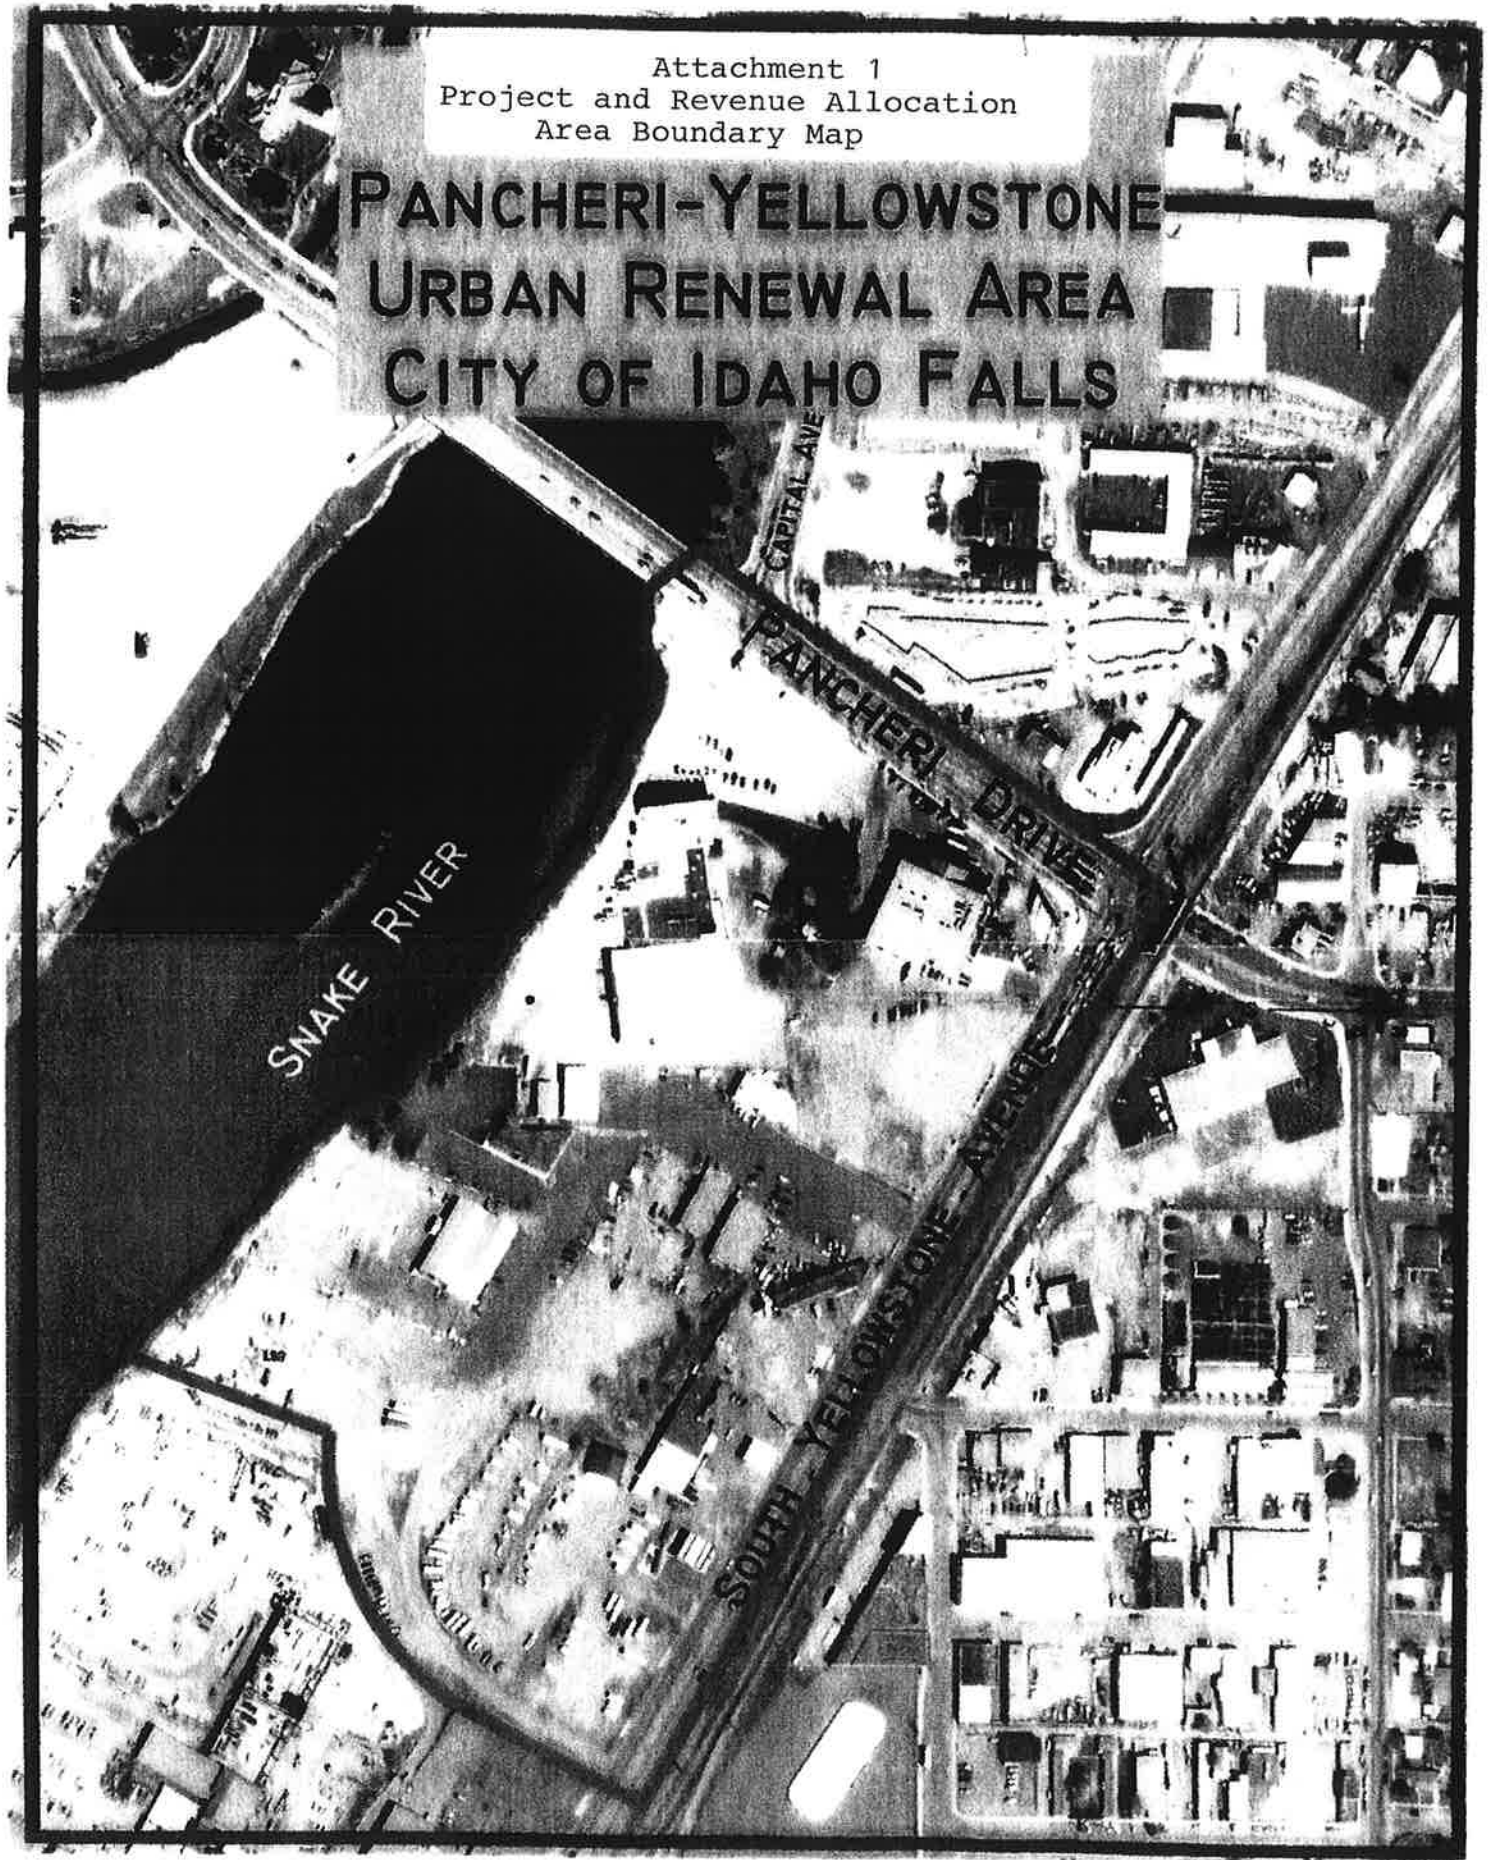 Attachment 1
Project and Revenue Allocation
Area Boundary Map
PANCHERI-YELLOWSTONE
URBAN RENEWAL AREA
CITY OF IDAHO FALLS
CAPITAL AVE
PANCHERI DRIVE
SNAKE RIVER
SOUTH YELLOWSTONE AVENUE